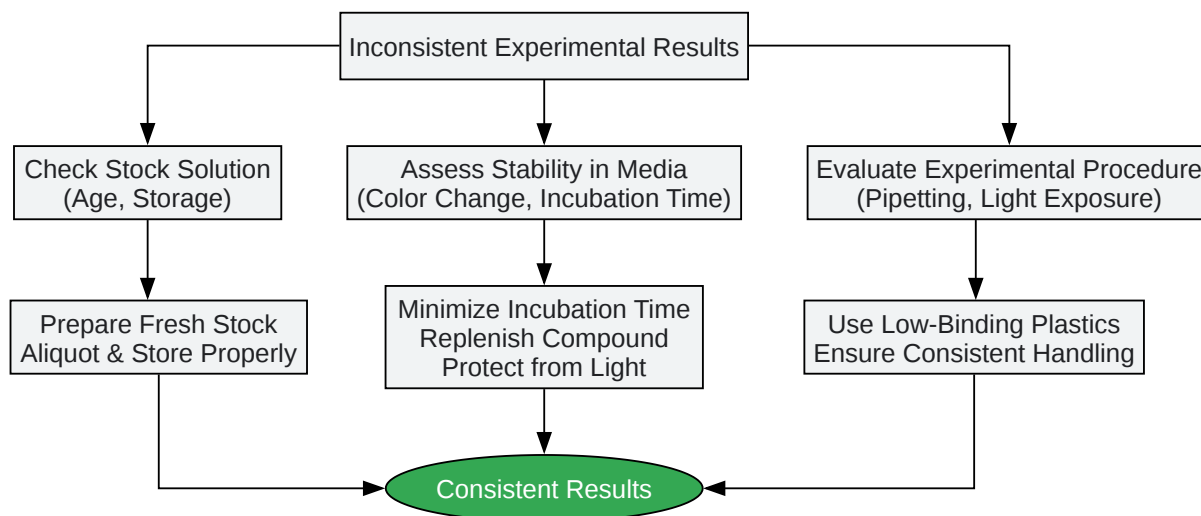 Inconsistent Experimental Results
Check Stock Solution
(Age, Storage)
Assess Stability in Media
(Color Change, Incubation Time)
Evaluate Experimental Procedure
(Pipetting, Light Exposure)
Prepare Fresh Stock
Aliquot & Store Properly
Minimize Incubation Time
Replenish Compound
Protect from Light
Use Low-Binding Plastics
Ensure Consistent Handling
Consistent Results